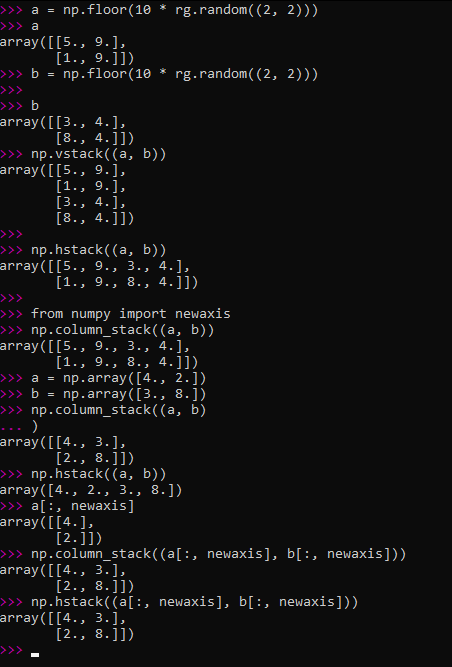 >>> a = np.floor(10 * rg.random((2, 2)))
>>> a
array([[5., 9.],
       [1., 9.]])
>>> b = np.floor(10 * rg.random((2, 2)))
>>>
>>> b
array([[3., 4.],
       [8., 4.]])
>>> np.vstack((a, b))
array([[5., 9.],
       [1., 9.],
       [3., 4.],
       [8., 4.]])
>>>
>>> np.hstack((a, b))
array([[5., 9., 3., 4.],
       [1., 9., 8., 4.]])
>>>
>>> from numpy import newaxis
>>> np.column_stack((a, b))
array([[5., 9., 3., 4.],
       [1., 9., 8., 4.]])
>>> a = np.array([4., 2.])
>>> b = np.array([3., 8.])
>>> np.column_stack((a, b)
... )
array([[4., 3.],
       [2., 8.]])
>>> np.hstack((a, b))
array([4., 2., 3., 8.])
>>> a[:, newaxis]
array([[4.],
       [2.]])
>>> np.column_stack((a[:, newaxis], b[:, newaxis]))
array([[4., 3.],
       [2., 8.]])
>>> np.hstack((a[:, newaxis], b[:, newaxis]))
array([[4., 3.],
       [2., 8.]])
>>>